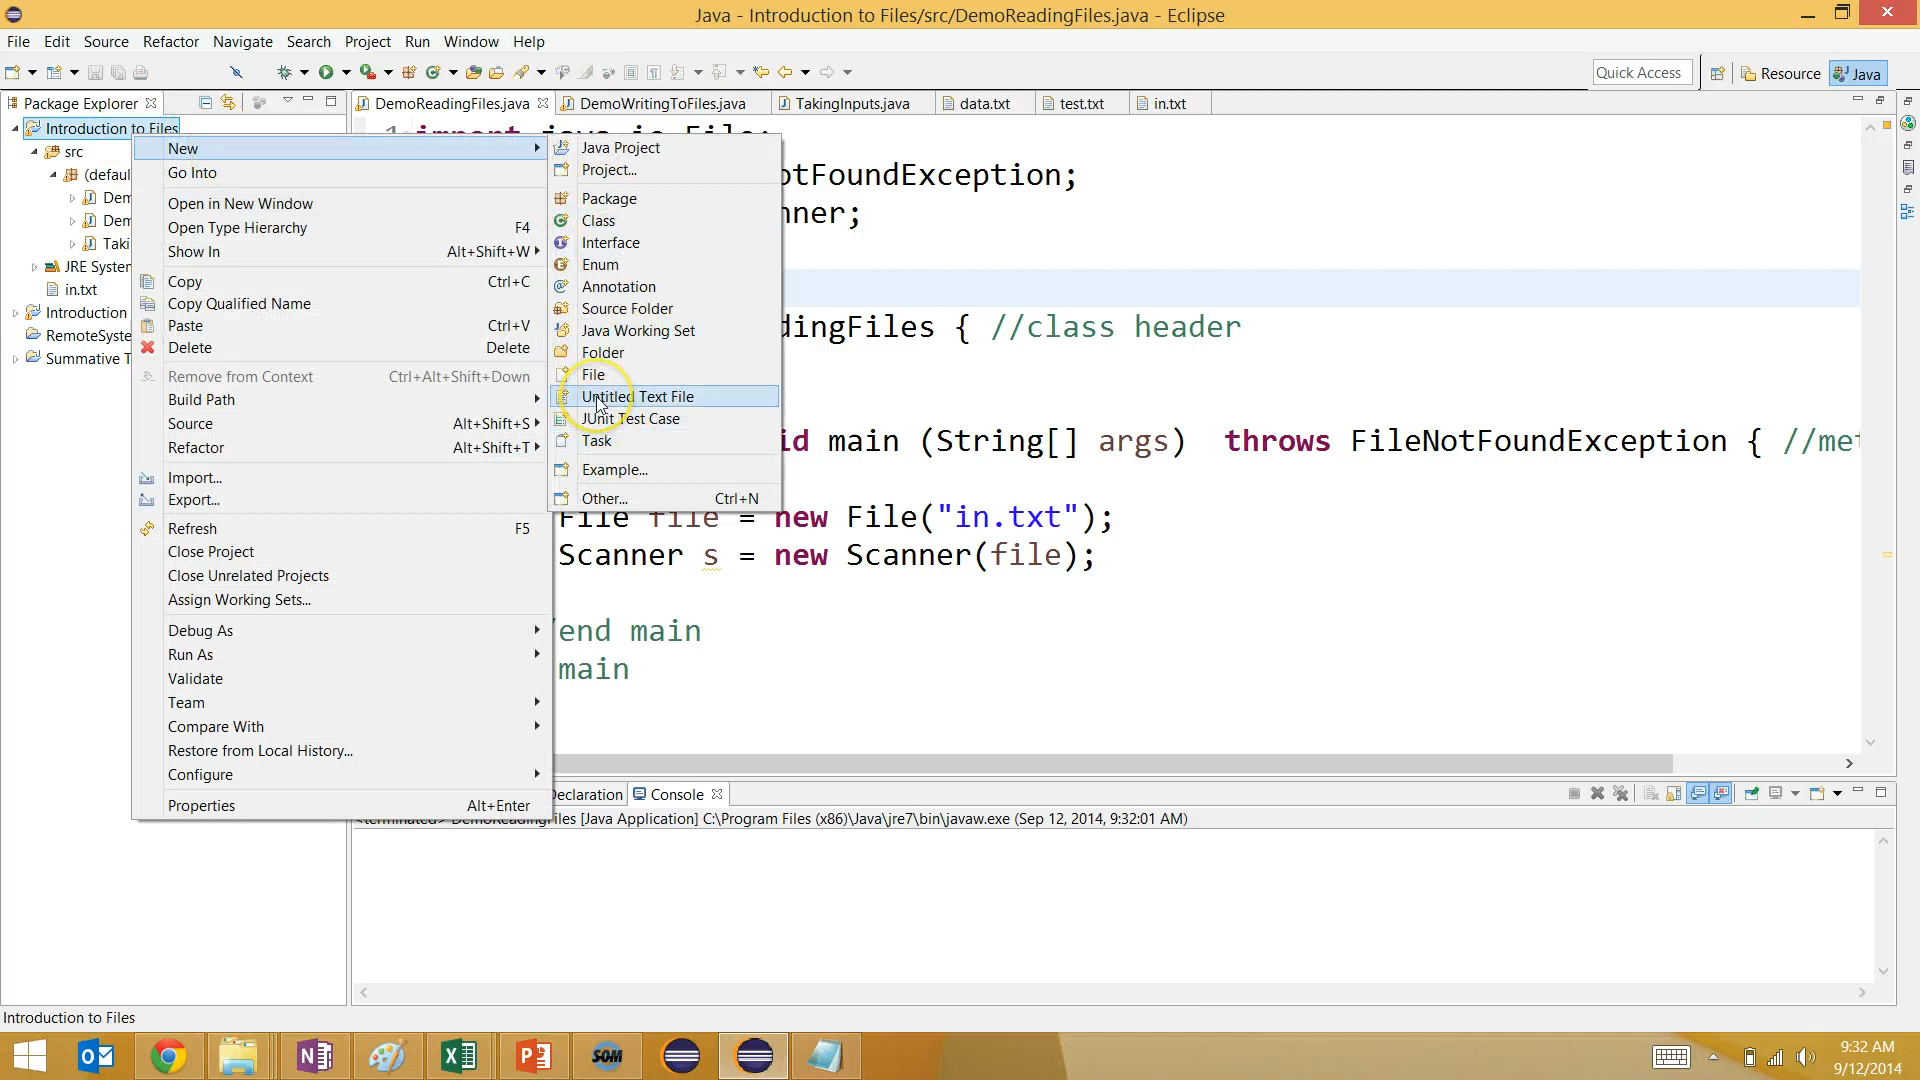 Java - Introduction to Files/src/DemoReadingFiles.java - Eclipse
File Edit Source Refactor Navigate Search Project Run Window Help
Quick Access Resource Java
Package Explorer DemoReadingFiles.java DemoWritingToFiles.java TakingInputs.java data.txt test.txt in.txt
Introduction to Files
src
(defau
Dem
Dem
Taki
JRE System
in.txt
Introduction
RemoteSyste
Summative T
New
Go Into
Open in New Window
Open Type Hierarchy F4
Show In Alt+Shift+W
Copy Ctrl+C
Copy Qualified Name
Paste Ctrl+V
Delete Delete
Remove from Context Ctrl+Alt+Shift+Down
Build Path
Source Alt+Shift+S
Refactor Alt+Shift+T
Import...
Export...
Refresh F5
Close Project
Close Unrelated Projects
Assign Working Sets...
Debug As
Run As
Validate
Team
Compare With
Restore from Local History...
Configure
Properties Alt+Enter
Java Project
Project...
Package
Class
Interface
Enum
Annotation
Source Folder
Java Working Set
Folder
File
Untitled Text File
JUnit Test Case
Task
Example...
Other... Ctrl+N
1 import java.io.File;
otFoundException;
nner;
dingFiles { //class header
id main (String[] args) throws FileNotFoundException { //met
File file = new File("in.txt");
Scanner s = new Scanner(file);
/end main
main
Declaration Console
<terminated> DemoReadingFiles [Java Application] C:\Program Files (x86)\Java\jre7\bin\javaw.exe (Sep 12, 2014, 9:32:01 AM)
Introduction to Files
SOM
9:32 AM
9/12/2014